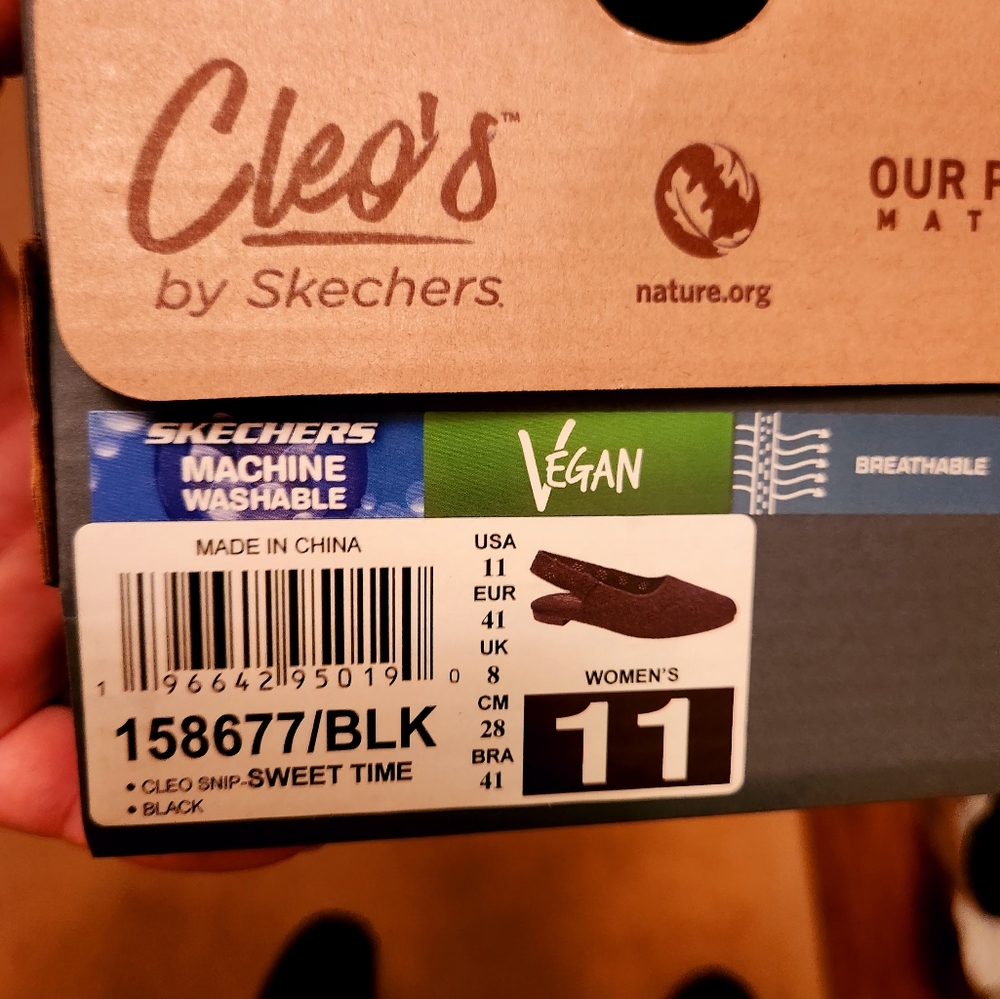 Cleo's™
by Skechers.
nature.org
OUR
MAT
SKECHERS
MACHINE
WASHABLE
VEGAN
BREATHABLE
MADE IN CHINA
1 96642 95019 0
158677/BLK
• CLEO SNIP-SWEET TIME
• BLACK
USA
11
EUR
41
UK
8
CM
28
BRA
41
WOMEN'S
11